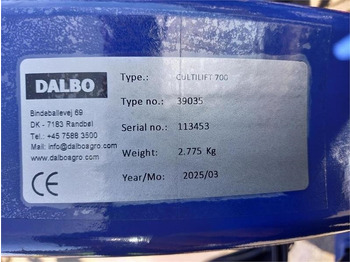 DALBO
Bindeballevej 69
DK - 7183 Randbøl
Tel.: +45 7588 3500
Mail: info@dalboagro.com
www.dalboagro.com
CE
Type.: CULTILIFT 700
Type no.: 39035
Serial no.: 113453
Weight: 2.775 Kg
Year/Mo: 2025/03